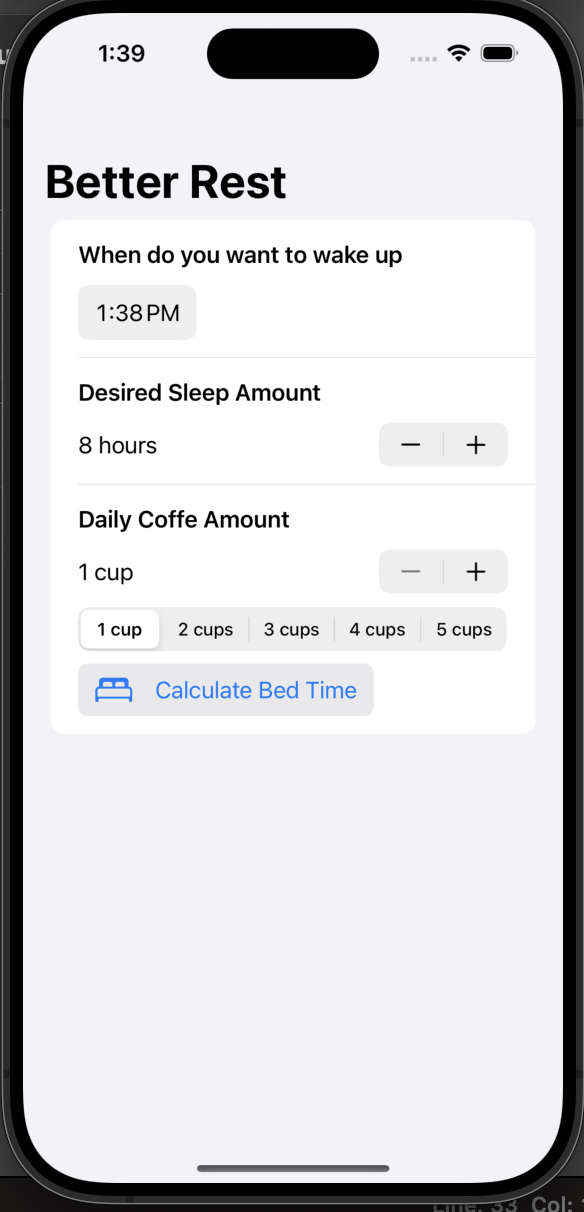 1:39
Better Rest
When do you want to wake up
1:38 PM
Desired Sleep Amount
8 hours
Daily Coffe Amount
1 cup
1 cup 2 cups 3 cups 4 cups 5 cups
Calculate Bed Time
Line: 33 Col: